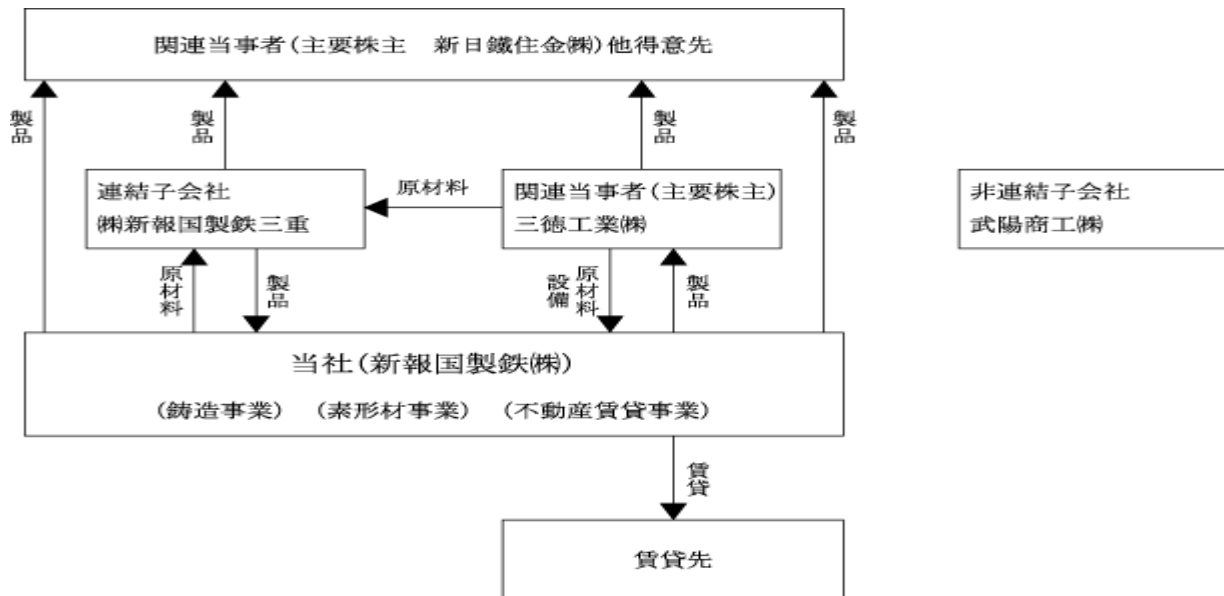 関連当事者(主要株主　新日鐵住金㈱)他得意先
製品
製品
製品
製品
連結子会社
㈱新報国製鉄三重
原材料
関連当事者(主要株主)
三徳工業㈱
非連結子会社
武陽商工㈱
原材料
製品
設備
原材料
製品
当社(新報国製鉄㈱)
(鋳造事業)　(素形材事業)　(不動産賃貸事業)
賃貸
賃貸先